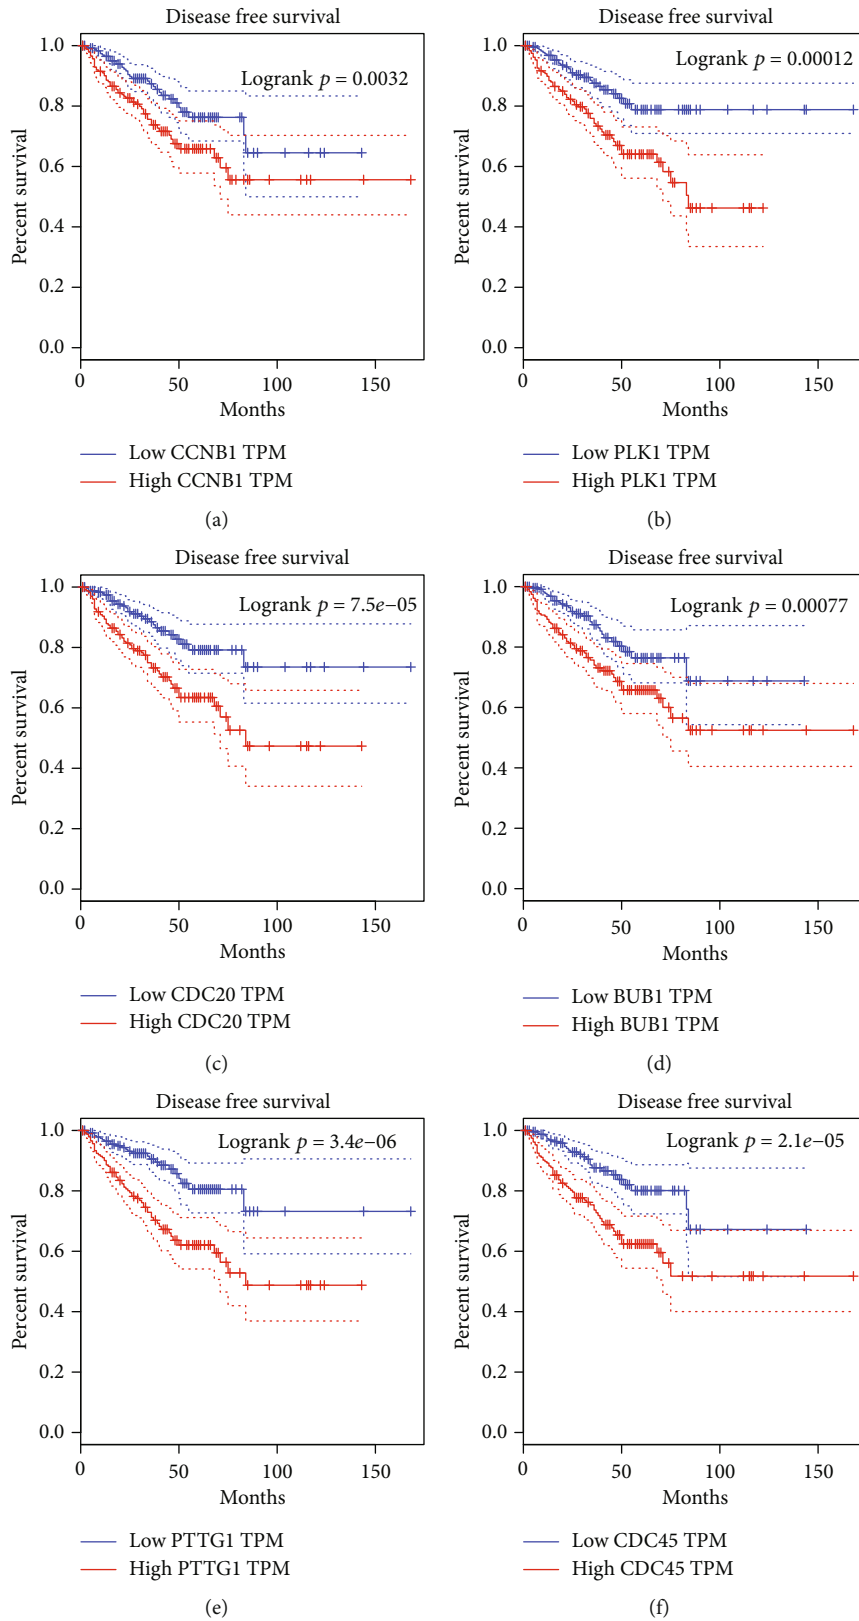 Disease free survival
Percent survival
1.0
0.8
0.6
0.4
0.2
0.0
Logrank p = 0.0032
0 50 100 150
Months
Low CCNB1 TPM
High CCNB1 TPM
(a)
Disease free survival
Percent survival
1.0
0.8
0.6
0.4
0.2
0.0
Logrank p = 0.00012
0 50 100 150
Months
Low PLK1 TPM
High PLK1 TPM
(b)
Disease free survival
Percent survival
1.0
0.8
0.6
0.4
0.2
0.0
Logrank p = 7.5e−05
0 50 100 150
Months
Low CDC20 TPM
High CDC20 TPM
(c)
Disease free survival
Percent survival
1.0
0.8
0.6
0.4
0.2
0.0
Logrank p = 0.00077
0 50 100 150
Months
Low BUB1 TPM
High BUB1 TPM
(d)
Disease free survival
Percent survival
1.0
0.8
0.6
0.4
0.2
0.0
Logrank p = 3.4e−06
0 50 100 150
Months
Low PTTG1 TPM
High PTTG1 TPM
(e)
Disease free survival
Percent survival
1.0
0.8
0.6
0.4
0.2
0.0
Logrank p = 2.1e−05
0 50 100 150
Months
Low CDC45 TPM
High CDC45 TPM
(f)